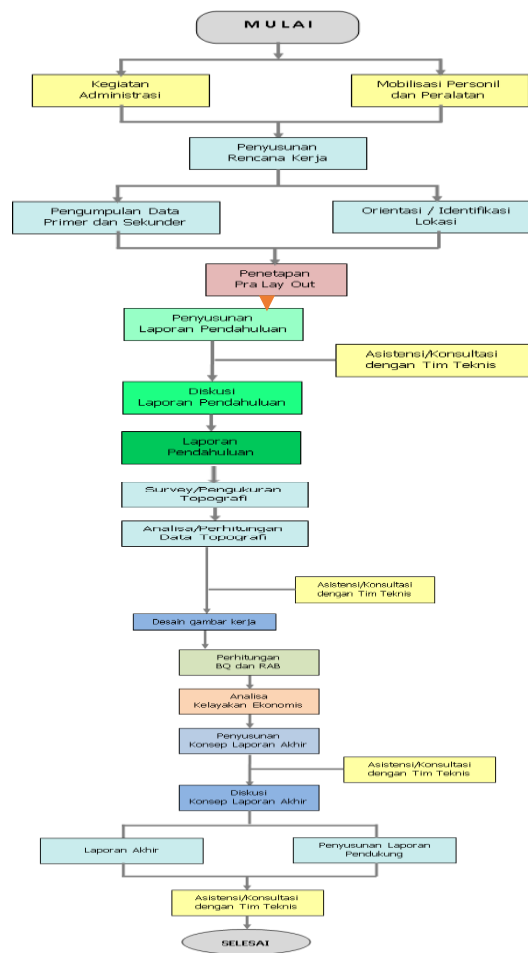 MULAI
Kegiatan
Administrasi
Mobilisasi Personil
dan Peralatan
Penyusunan
Rencana Kerja
Pengumpulan Data
Primer dan Sekunder
Orientasi / Identifikasi
Lokasi
Penetapan
Pra Lay Out
Penyusunan
Laporan Pendahuluan
Asistensi/Konsultasi
dengan Tim Teknis
Diskusi
Laporan Pendahuluan
Laporan
Pendahuluan
Survey/Pengukuran
Topografi
Analisa/Perhitungan
Data Topografi
Asistensi/Konsultasi
dengan Tim Teknis
Desain gambar kerja
Perhitungan
BQ dan RAB
Analisa
Kelayakan Ekonomis
Penyusunan
Konsep Laporan Akhir
Asistensi/Konsultasi
dengan Tim Teknis
Diskusi
Konsep Laporan Akhir
Laporan Akhir
Penyusunan Laporan
Pendukung
Asistensi/Konsultasi
dengan Tim Teknis
SELESAI